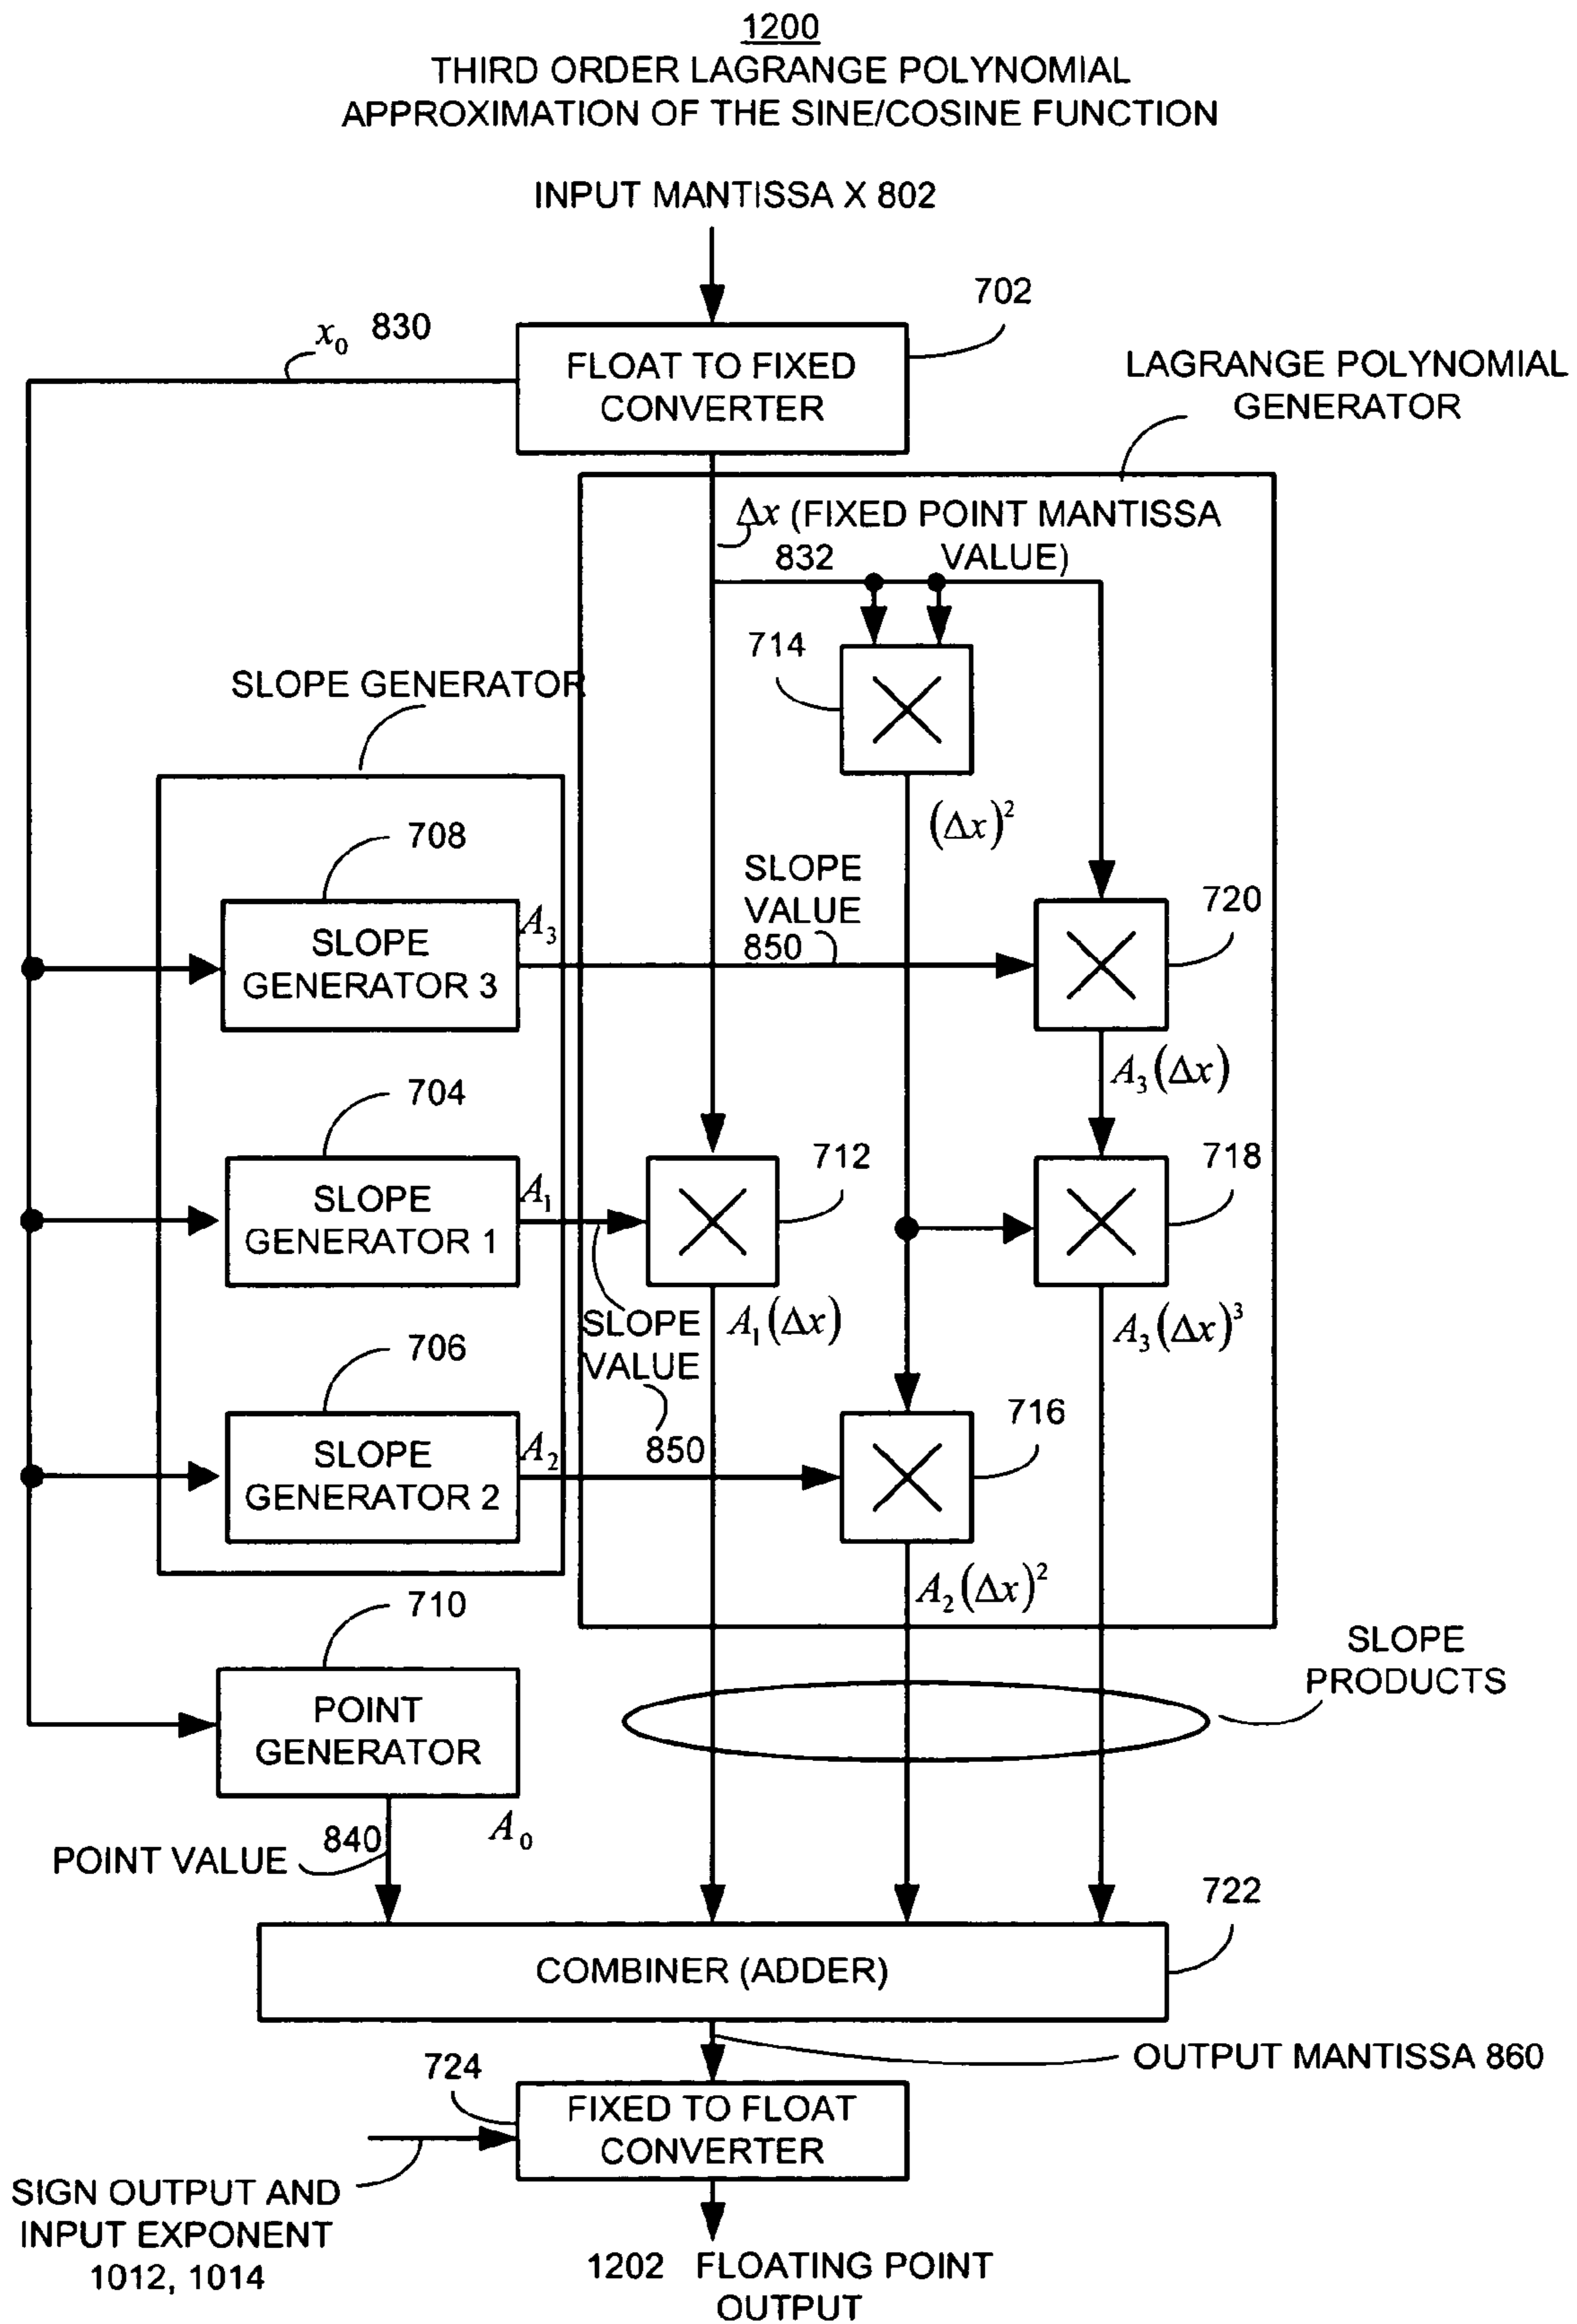 1200
THIRD ORDER LAGRANGE POLYNOMIAL
APPROXIMATION OF THE SINE/COSINE FUNCTION
INPUT MANTISSA X 802
702
x₀ 830
FLOAT TO FIXED
CONVERTER
LAGRANGE POLYNOMIAL
GENERATOR
Δx (FIXED POINT MANTISSA
832 VALUE)
714
SLOPE GENERATOR
(Δx)²
708
SLOPE
VALUE
850
720
A₃
SLOPE
GENERATOR 3
A₃(Δx)
704
712
718
A₁
SLOPE
GENERATOR 1
SLOPE
VALUE
850
A₁(Δx)
A₃(Δx)³
706
716
A₂
SLOPE
GENERATOR 2
A₂(Δx)²
710
SLOPE
PRODUCTS
POINT
GENERATOR
A₀
840
POINT VALUE
722
COMBINER (ADDER)
OUTPUT MANTISSA 860
724
FIXED TO FLOAT
CONVERTER
SIGN OUTPUT AND
INPUT EXPONENT
1012, 1014
1202 FLOATING POINT
OUTPUT